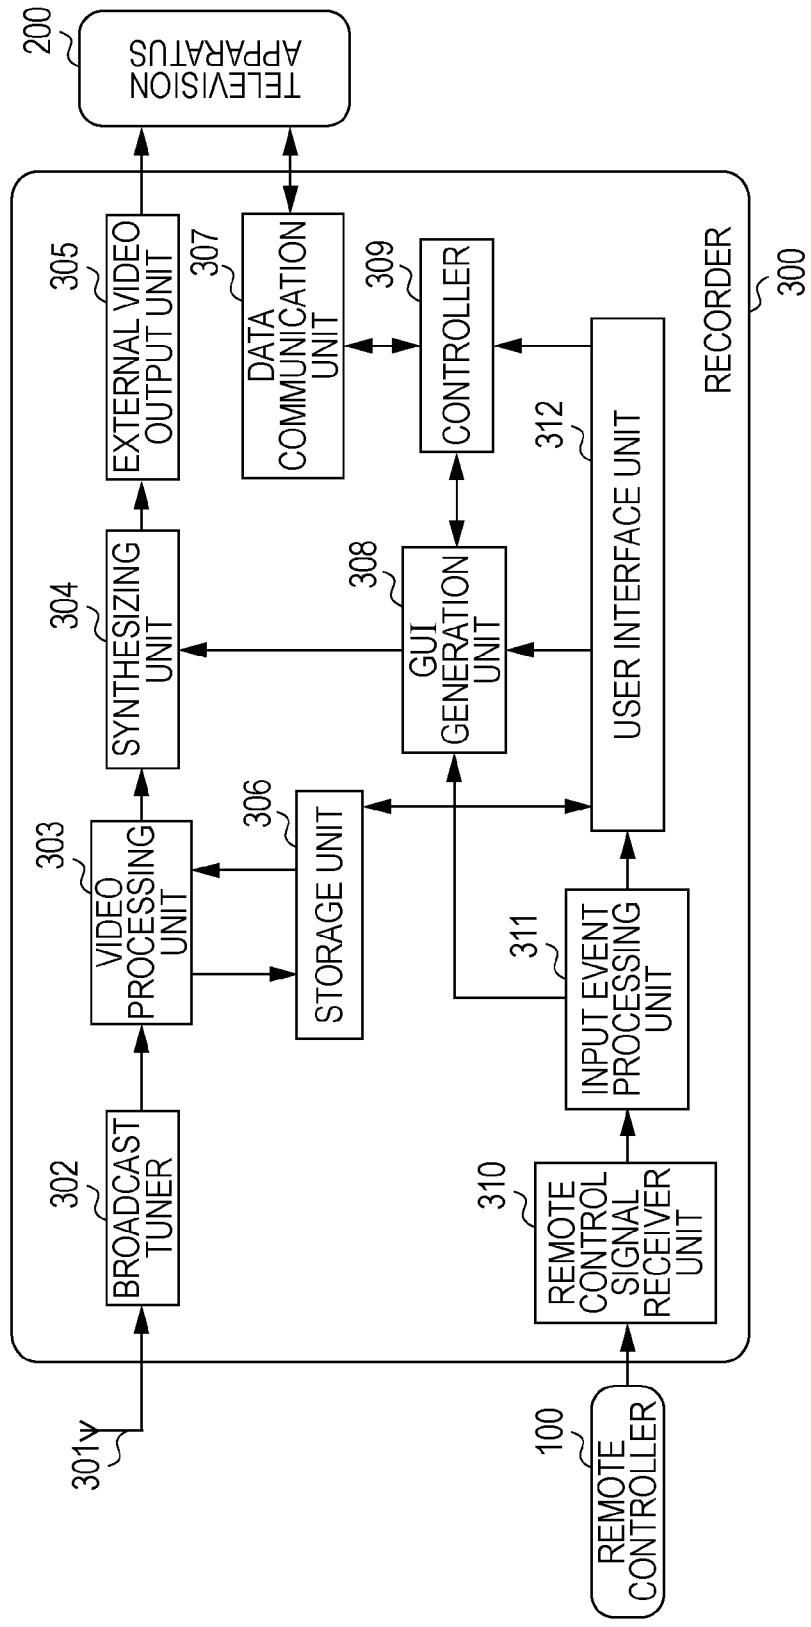 301
302
BROADCAST
TUNER
303
VIDEO
PROCESSING
UNIT
304
SYNTHESIZING
UNIT
305
EXTERNAL VIDEO
OUTPUT UNIT
200
TELEVISION
APPARATUS
306
STORAGE UNIT
307
DATA
COMMUNICATION
UNIT
308
GUI
GENERATION
UNIT
309
CONTROLLER
100
REMOTE
CONTROLLER
310
REMOTE
CONTROL
SIGNAL
RECEIVER
UNIT
311
INPUT EVENT
PROCESSING
UNIT
312
USER INTERFACE UNIT
RECORDER
300